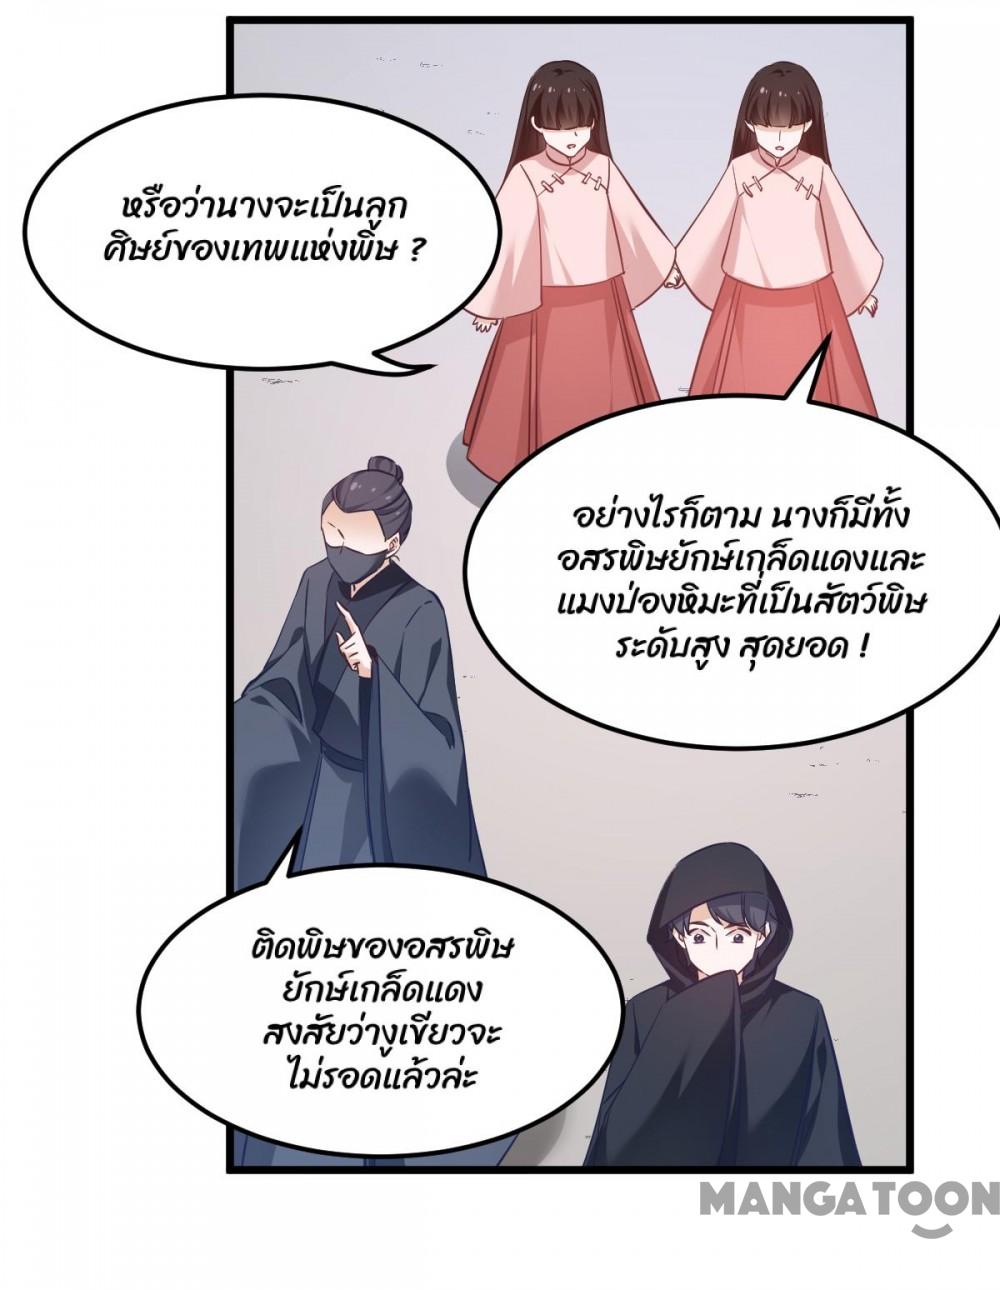 หรือว่านางจะเป็นลูก
ศิษย์ของเทพแห่งพิษ ?
อย่างไรก็ตาม นางก็มีทั้ง
อสรพิษยักษ์เกล็ดแดงและ
แมงป่องหิมะที่เป็นสัตว์พิษ
ระดับสูง สุดยอด !
ติดพิษของอสรพิษ
ยักษ์เกล็ดแดง
สงสัยว่างูเขียวจะ
ไม่รอดแล้วล่ะ
MANGATOON